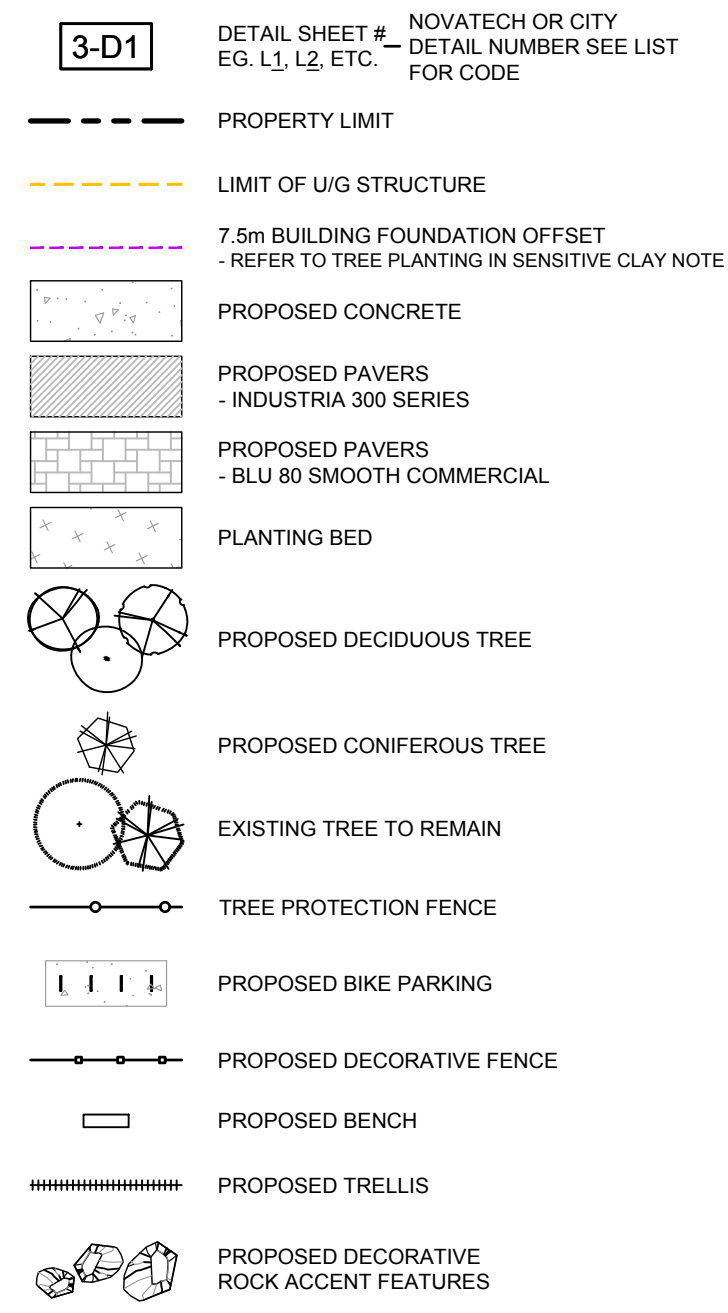 3-D1
DETAIL SHEET #
EG. L1, L2, ETC.
– NOVATECH OR CITY
DETAIL NUMBER SEE LIST
FOR CODE
PROPERTY LIMIT
LIMIT OF U/G STRUCTURE
7.5m BUILDING FOUNDATION OFFSET
- REFER TO TREE PLANTING IN SENSITIVE CLAY NOTE
PROPOSED CONCRETE
PROPOSED PAVERS
- INDUSTRIA 300 SERIES
PROPOSED PAVERS
- BLU 80 SMOOTH COMMERCIAL
PLANTING BED
PROPOSED DECIDUOUS TREE
PROPOSED CONIFEROUS TREE
EXISTING TREE TO REMAIN
TREE PROTECTION FENCE
PROPOSED BIKE PARKING
PROPOSED DECORATIVE FENCE
PROPOSED BENCH
PROPOSED TRELLIS
PROPOSED DECORATIVE
ROCK ACCENT FEATURES